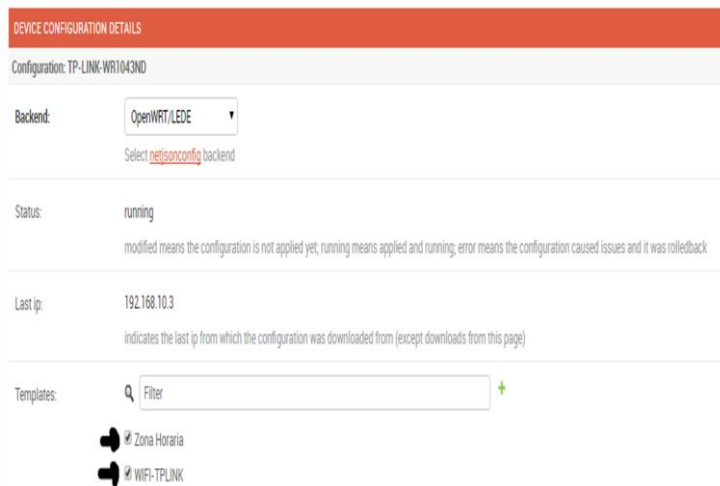 DEVICE CONFIGURATION DETAILS
Configuration: TP-LINK-WR1043ND
Backend:
OpenWRT/LEDE
Select netjsonconfig backend
Status:
running
modified means the configuration is not applied yet; running means applied and running; error means the configuration caused issues and it was rolledback
Last ip:
192.168.10.3
indicates the last ip from which the configuration was downloaded from (except downloads from this page)
Templates:
Filter
Zona Horaria
WIFI-TPLINK